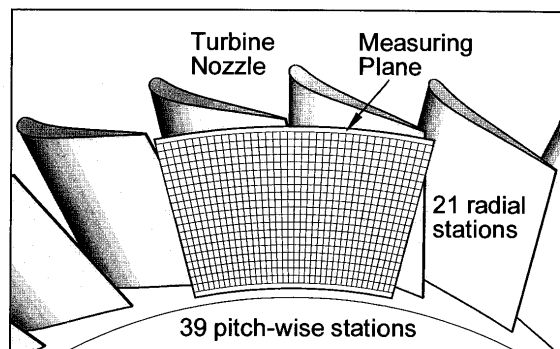 Turbine
Nozzle
Measuring
Plane
21 radial
stations
39 pitch-wise stations